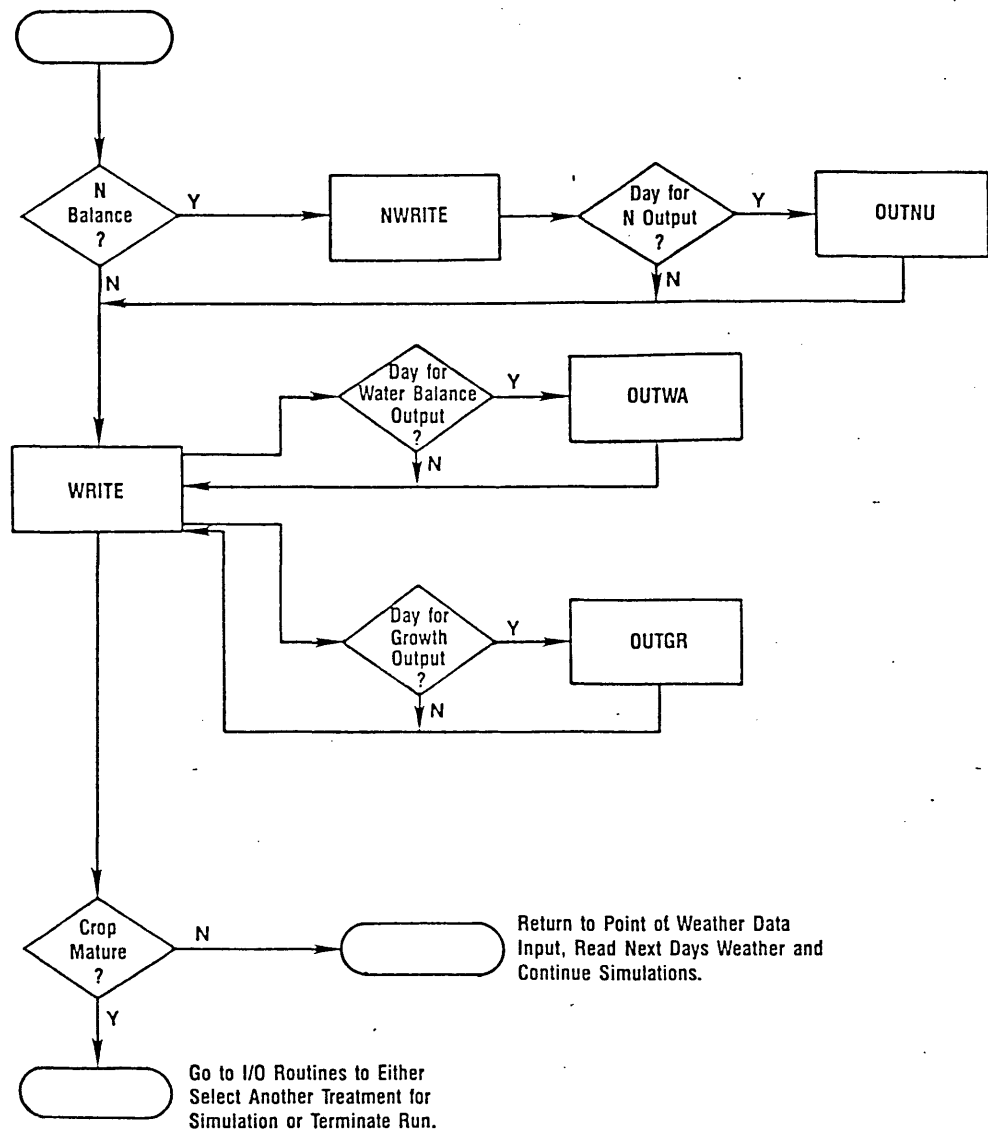 N
Balance
?
Y
N
NWRITE
Day for
N Output
?
Y
N
OUTNU
WRITE
Day for
Water Balance
Output
?
Y
N
OUTWA
Day for
Growth
Output
?
Y
N
OUTGR
Crop
Mature
?
N
Y
Return to Point of Weather Data
Input, Read Next Days Weather and
Continue Simulations.
Go to I/O Routines to Either
Select Another Treatment for
Simulation or Terminate Run.